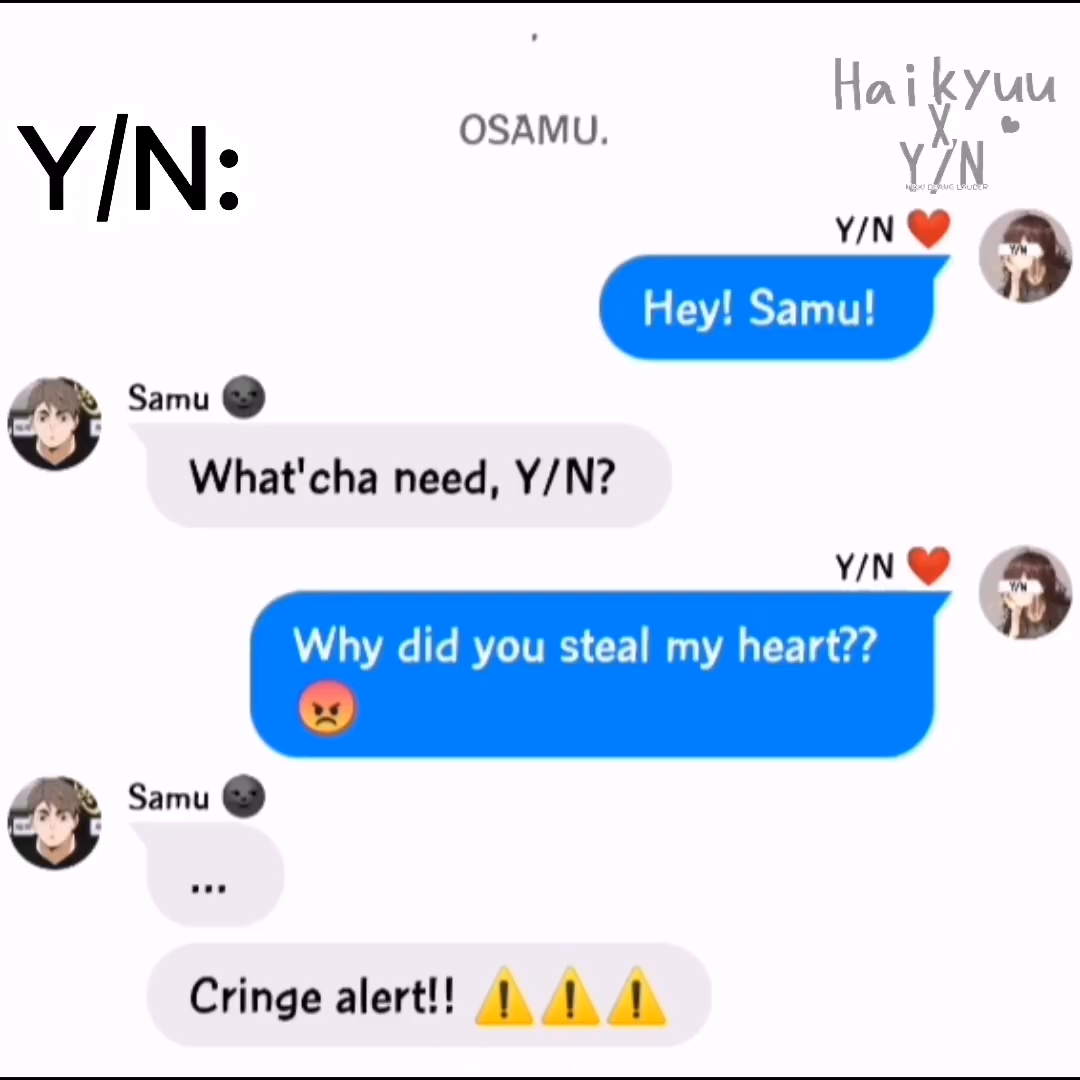 Haikyuu
X
Y/N
OSAMU.
Y/N:
Y/N ❤️
Y/N
Hey! Samu!
Samu 🌚
What'cha need, Y/N?
Y/N ❤️
Y/N
Why did you steal my heart??
😡
Samu 🌚
...
Cringe alert!! ⚠️⚠️⚠️